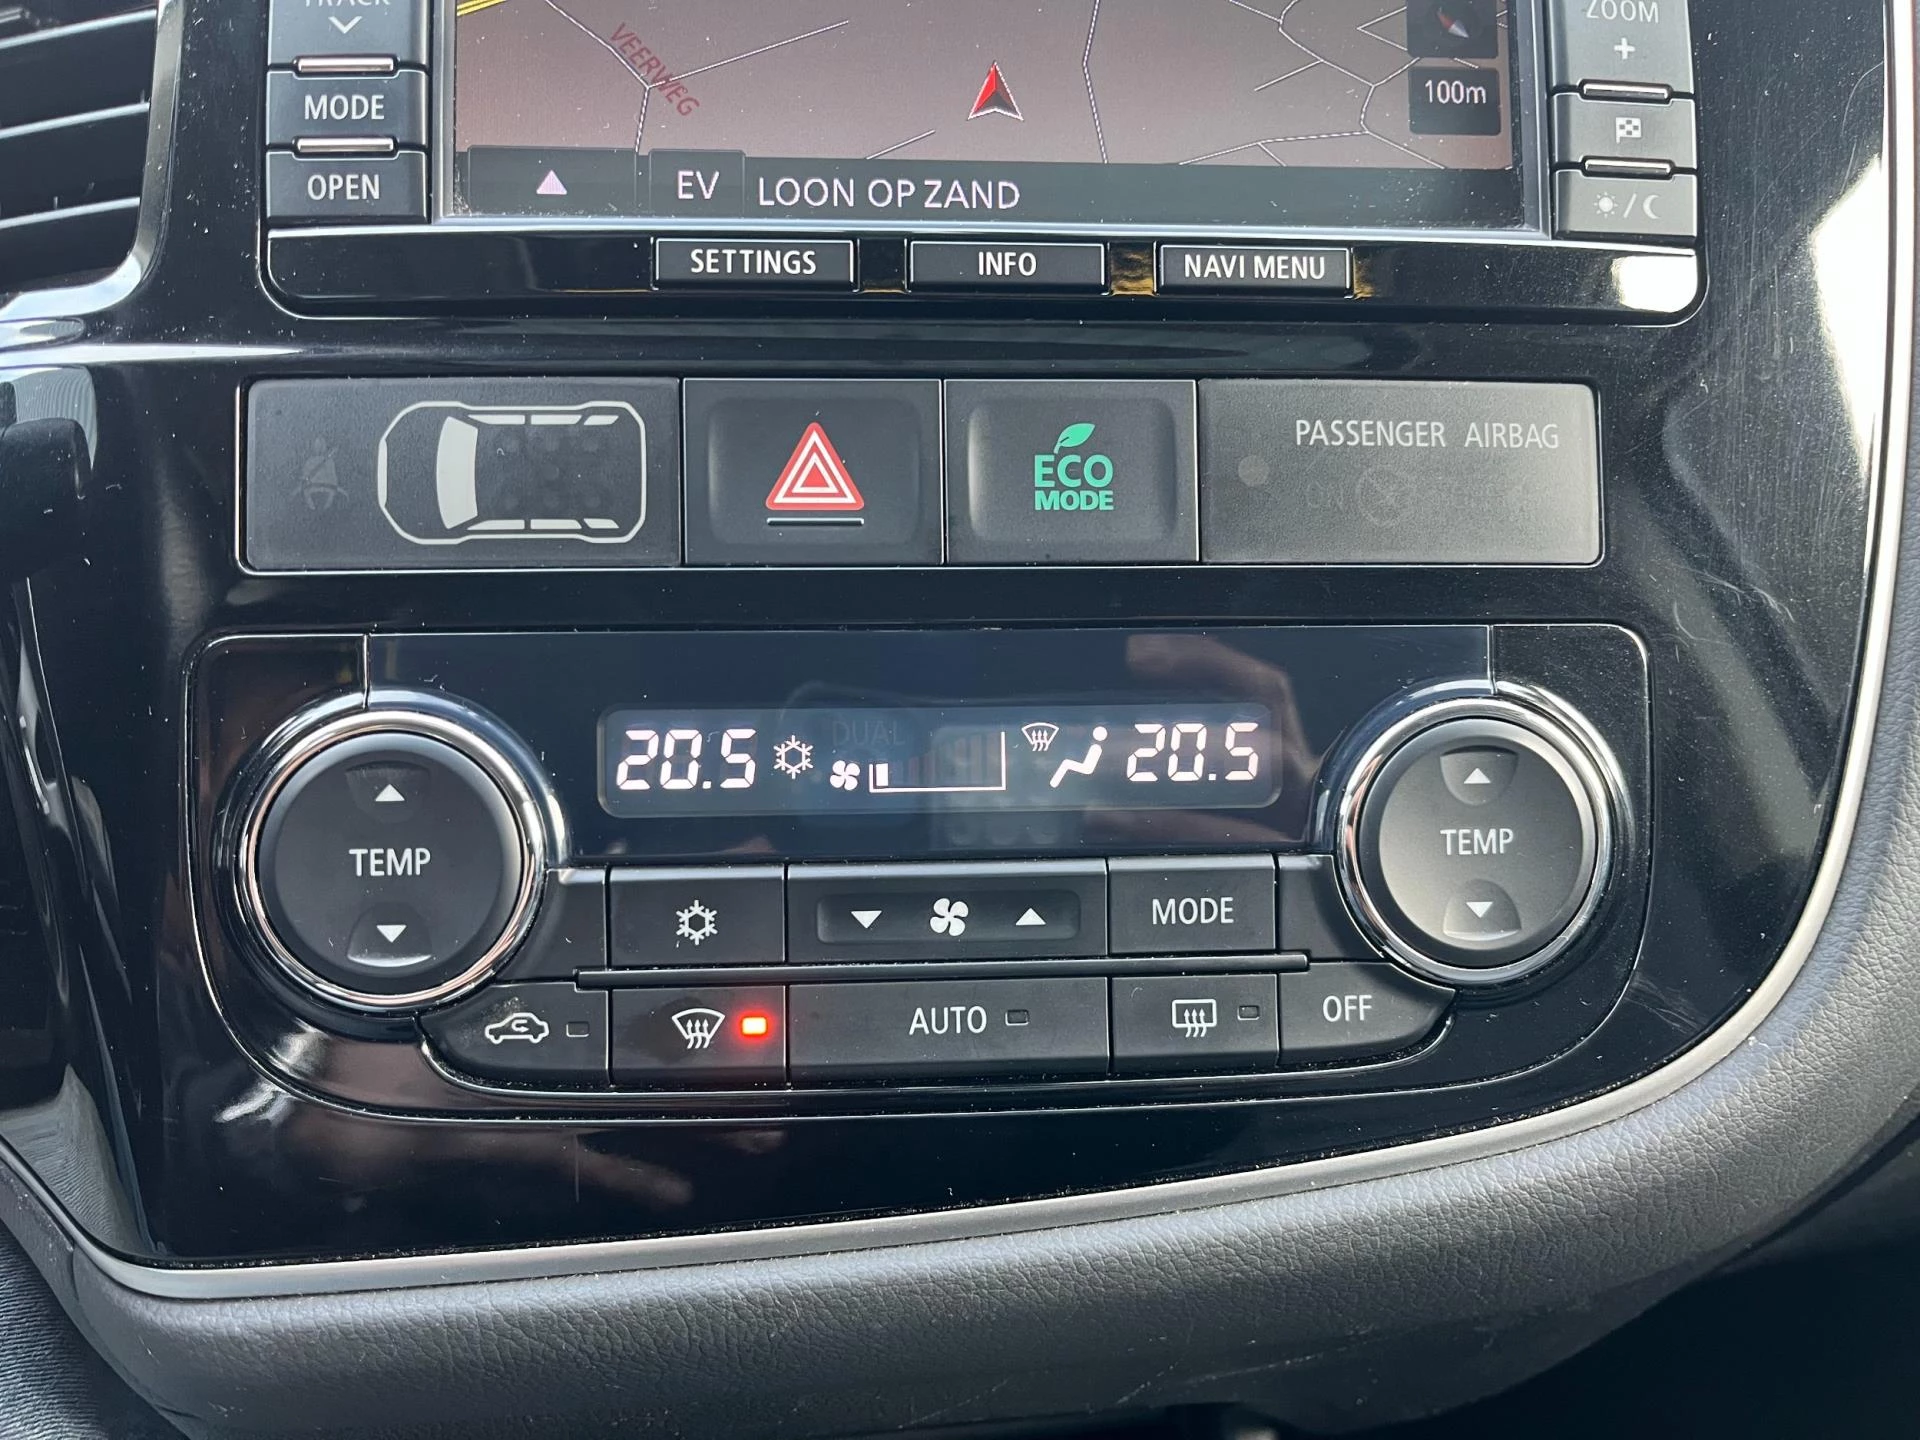 TRACK
MODE
OPEN
VEERWEG
100m
EV
LOON OP ZAND
ZOOM
+
SETTINGS
INFO
NAVI MENU
ECO
MODE
PASSENGER AIRBAG
DUAL
20.5
20.5
TEMP
TEMP
MODE
AUTO
OFF